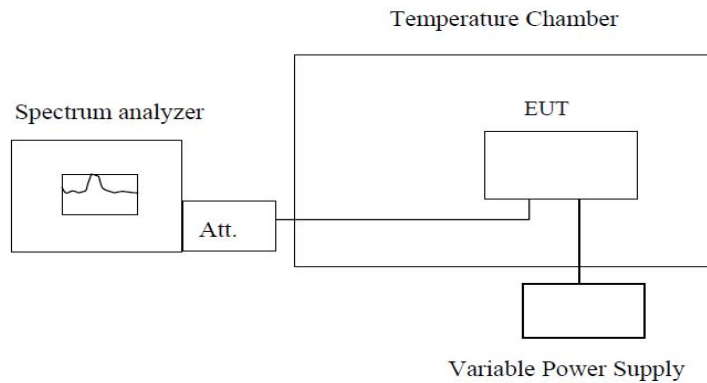 Temperature Chamber
Spectrum analyzer
EUT
Att.
Variable Power Supply